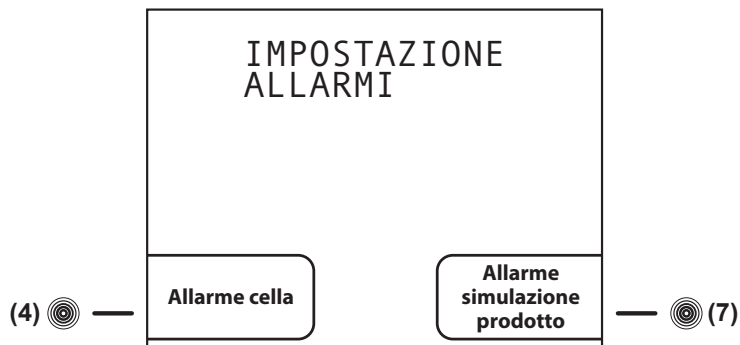 IMPOSTAZIONE
ALLARMI
Allarme cella
Allarme
simulazione
prodotto
(4)
(7)